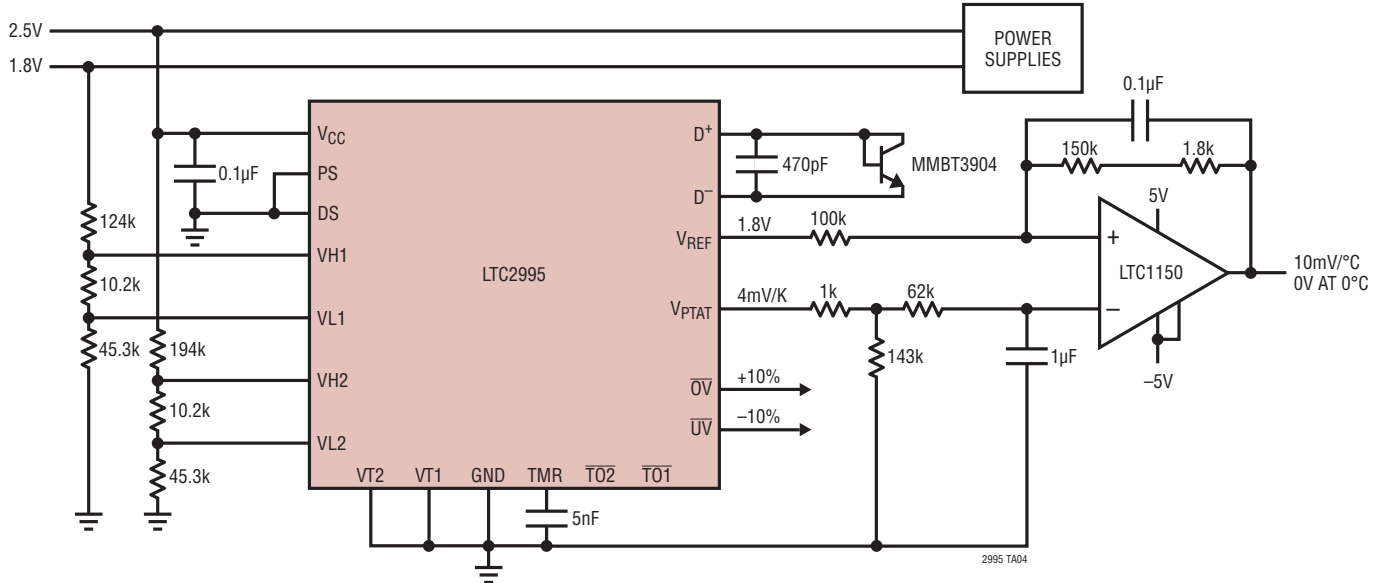 2.5V
1.8V
POWER
SUPPLIES
0.1µF
VCC
D+
150k
1.8k
0.1µF
470pF
MMBT3904
PS
DS
D–
5V
124k
VREF
1.8V
100k
+
VH1
LTC2995
LTC1150
10mV/°C
0V AT 0°C
10.2k
VPTAT
4mV/K
1k
62k
–
VL1
45.3k
194k
143k
1µF
–5V
VH2
OV
+10%
10.2k
UV
–10%
VL2
45.3k
VT2
VT1
GND
TMR
TO2
TO1
5nF
2995 TA04